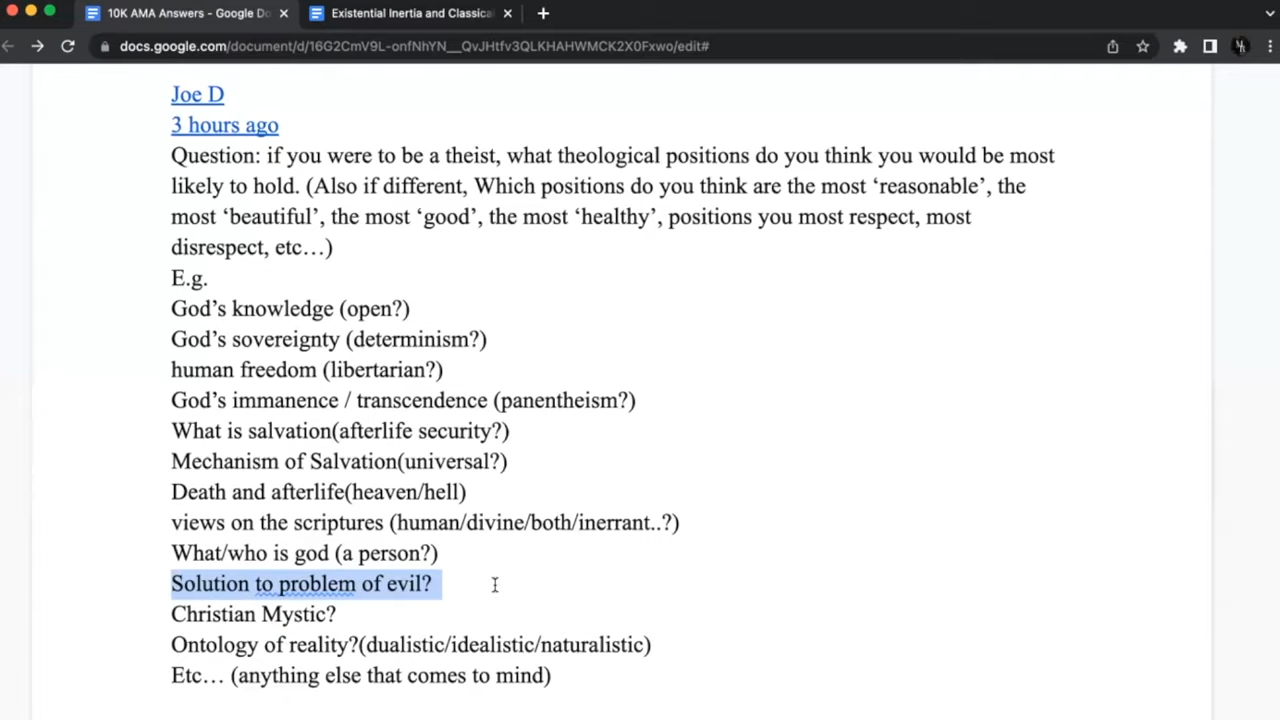 10K AMA Answers - Google Do
Existential Inertia and Classical
docs.google.com/document/d/16G2CmV9L-onfNhYN__QvJHtfv3QLKHAHWMCK2X0Fxwo/edit#
Joe D
3 hours ago
Question: if you were to be a theist, what theological positions do you think you would be most
likely to hold. (Also if different, Which positions do you think are the most ‘reasonable’, the
most ‘beautiful’, the most ‘good’, the most ‘healthy’, positions you most respect, most
disrespect, etc…)
E.g.
God’s knowledge (open?)
God’s sovereignty (determinism?)
human freedom (libertarian?)
God’s immanence / transcendence (panentheism?)
What is salvation(afterlife security?)
Mechanism of Salvation(universal?)
Death and afterlife(heaven/hell)
views on the scriptures (human/divine/both/inerrant..?)
What/who is god (a person?)
Solution to problem of evil?
Christian Mystic?
Ontology of reality?(dualistic/idealistic/naturalistic)
Etc… (anything else that comes to mind)